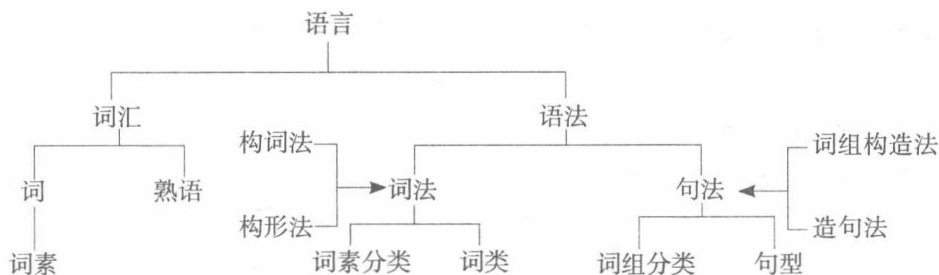 语言
词汇
语法
构词法
词组构造法
词
熟语
词法
句法
构形法
造句法
词素
词素分类
词类
词组分类
句型